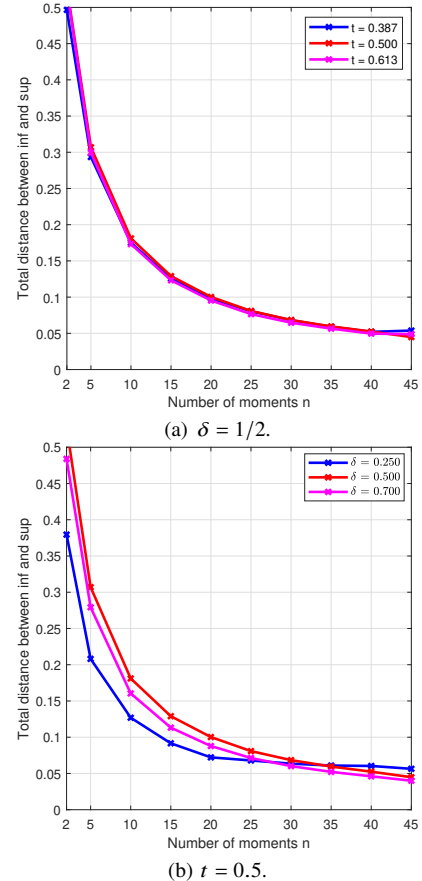 0.5
0.45
0.4
0.35
0.3
0.25
0.2
0.15
0.1
0.05
0
Total distance between inf and sup
t = 0.387
t = 0.500
t = 0.613
2 5 10 15 20 25 30 35 40 45
Number of moments n
(a) δ = 1/2.
0.5
0.45
0.4
0.35
0.3
0.25
0.2
0.15
0.1
0.05
0
Total distance between inf and sup
δ = 0.250
δ = 0.500
δ = 0.700
2 5 10 15 20 25 30 35 40 45
Number of moments n
(b) t = 0.5.